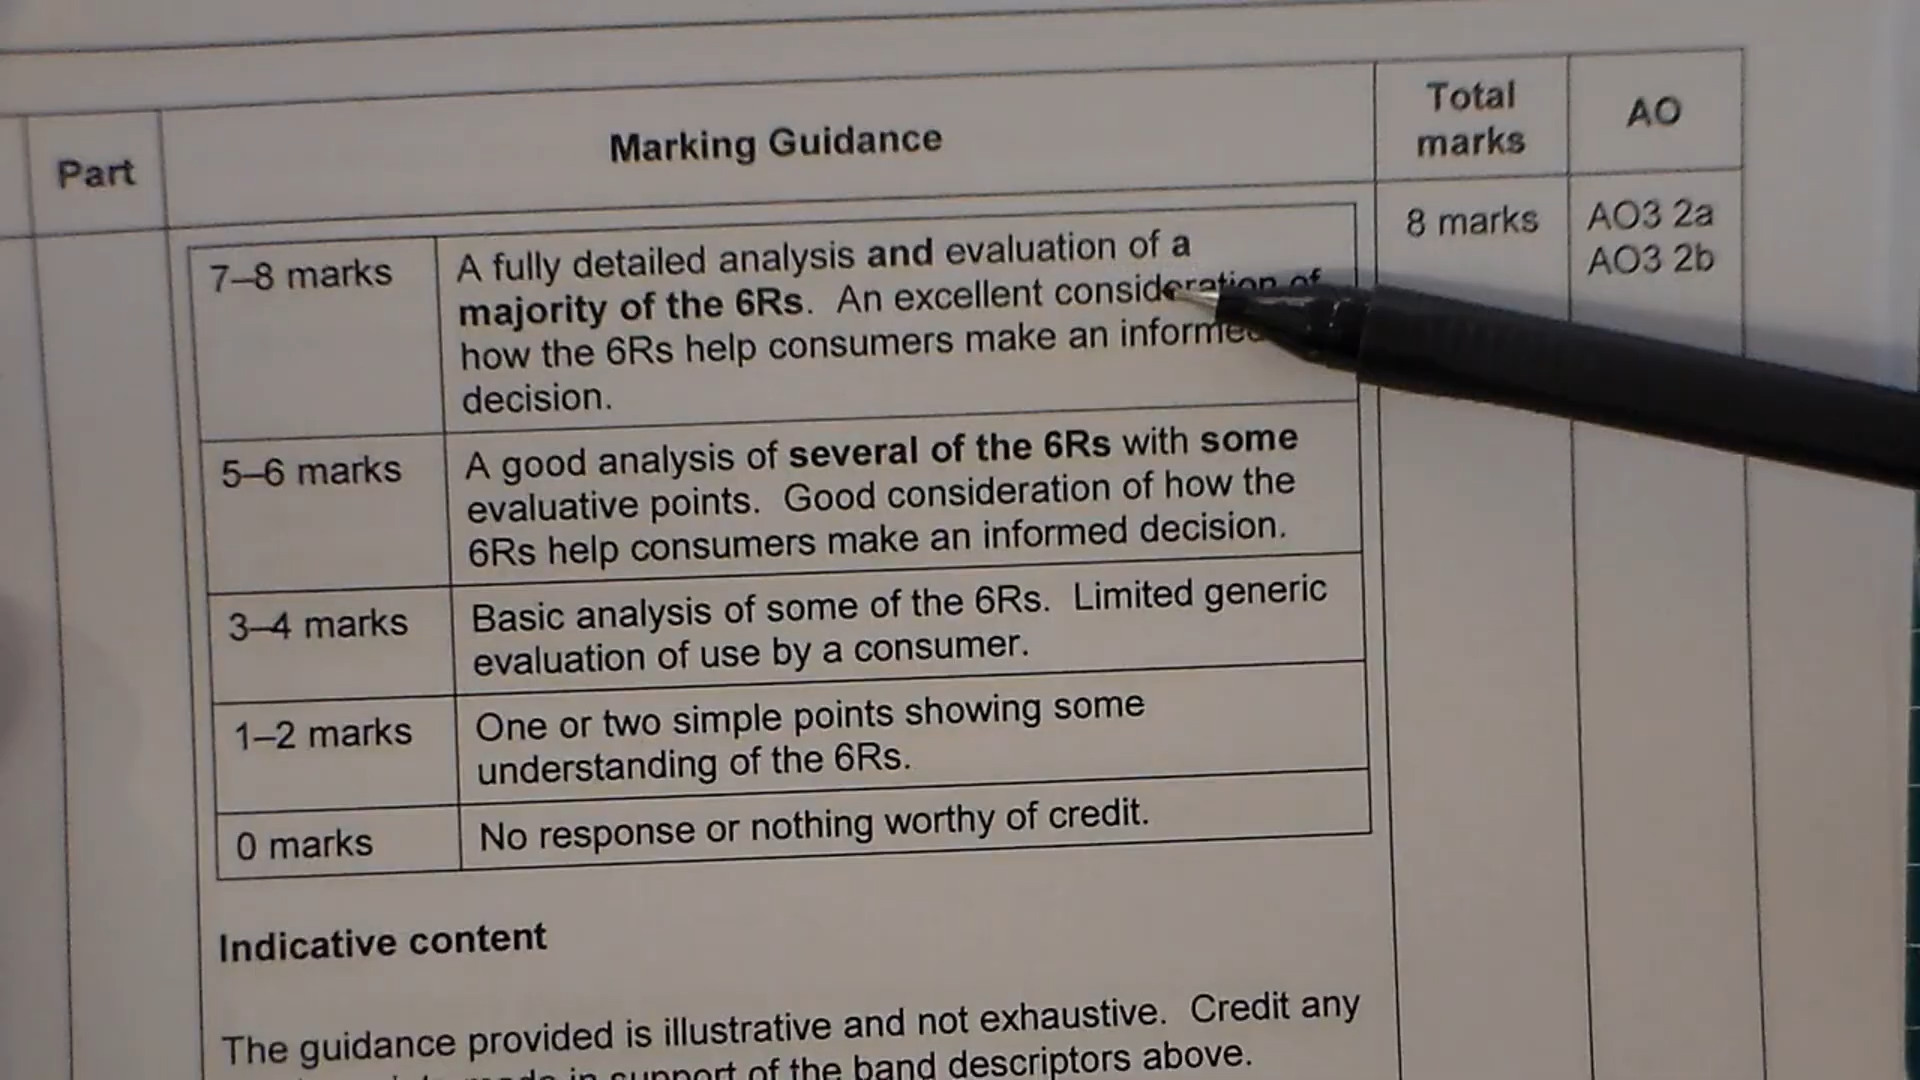 Part
Marking Guidance
Total
marks
AO
7–8 marks
A fully detailed analysis and evaluation of a
majority of the 6Rs. An excellent consideration of
how the 6Rs help consumers make an informed
decision.
8 marks
AO3 2a
AO3 2b
5–6 marks
A good analysis of several of the 6Rs with some
evaluative points. Good consideration of how the
6Rs help consumers make an informed decision.
3–4 marks
Basic analysis of some of the 6Rs. Limited generic
evaluation of use by a consumer.
1–2 marks
One or two simple points showing some
understanding of the 6Rs.
0 marks
No response or nothing worthy of credit.
Indicative content
The guidance provided is illustrative and not exhaustive. Credit any
made in support of the band descriptors above.